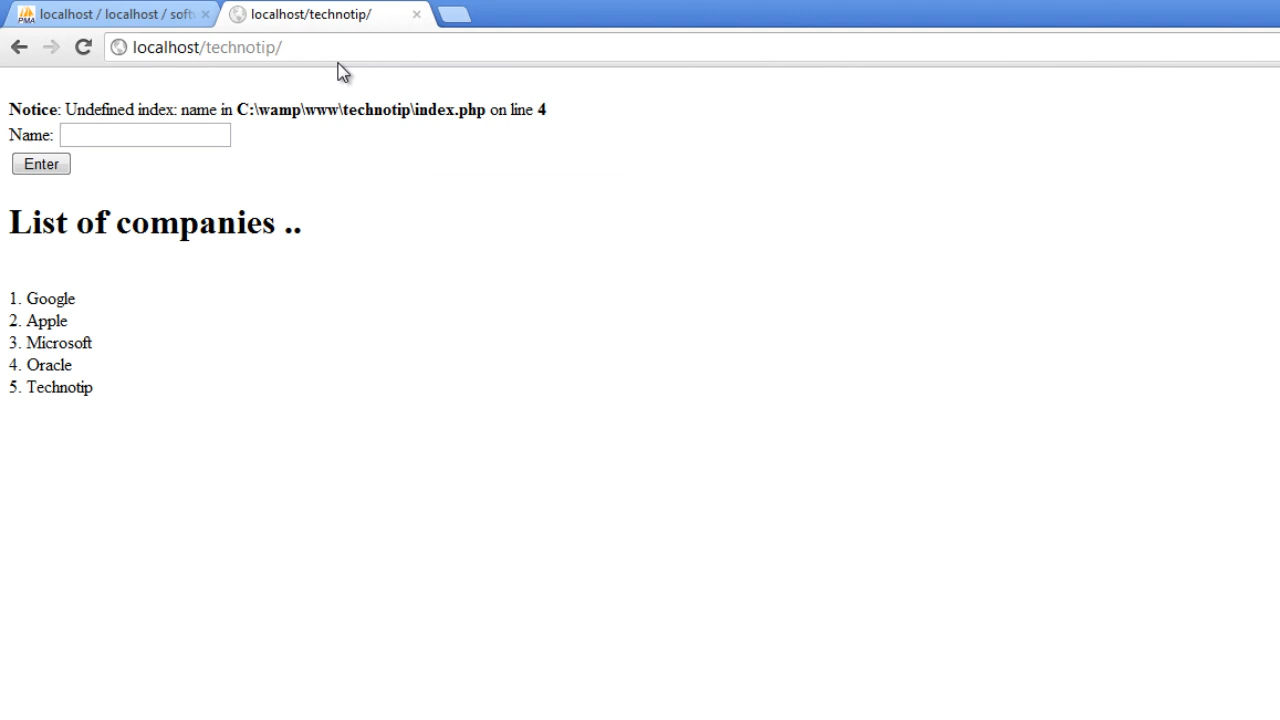 localhost / localhost / soft
localhost/technotip/
localhost/technotip/
Notice: Undefined index: name in C:\wamp\www\technotip\index.php on line 4
Name:
Enter
List of companies ..
1. Google
2. Apple
3. Microsoft
4. Oracle
5. Technotip